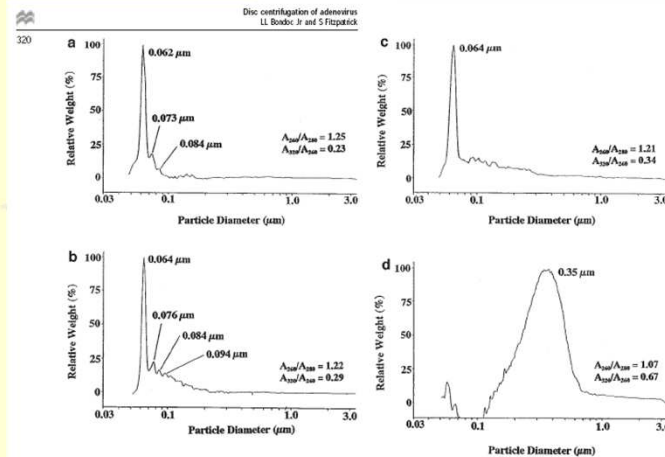 Disc centrifugation of adenovirus
LL Bondoc Jr and S Fitzpatrick
320
a
100
75
50
25
0
Relative Weight (%)
0.062 μm
0.073 μm
0.084 μm
A260/A280 = 1.25
A320/A260 = 0.23
0.03 0.1 1.0 3.0
Particle Diameter (μm)
b
100
75
50
25
0
Relative Weight (%)
0.064 μm
0.076 μm
0.084 μm
0.094 μm
A260/A280 = 1.22
A320/A260 = 0.29
0.03 0.1 1.0 3.0
Particle Diameter (μm)
c
100
75
50
25
0
Relative Weight (%)
0.064 μm
A260/A280 = 1.21
A320/A260 = 0.34
0.03 0.1 1.0 3.0
Particle Diameter (μm)
d
100
75
50
25
0
Relative Weight (%)
0.35 μm
A260/A280 = 1.07
A320/A260 = 0.67
0.03 0.1 1.0 3.0
Particle Diameter (μm)